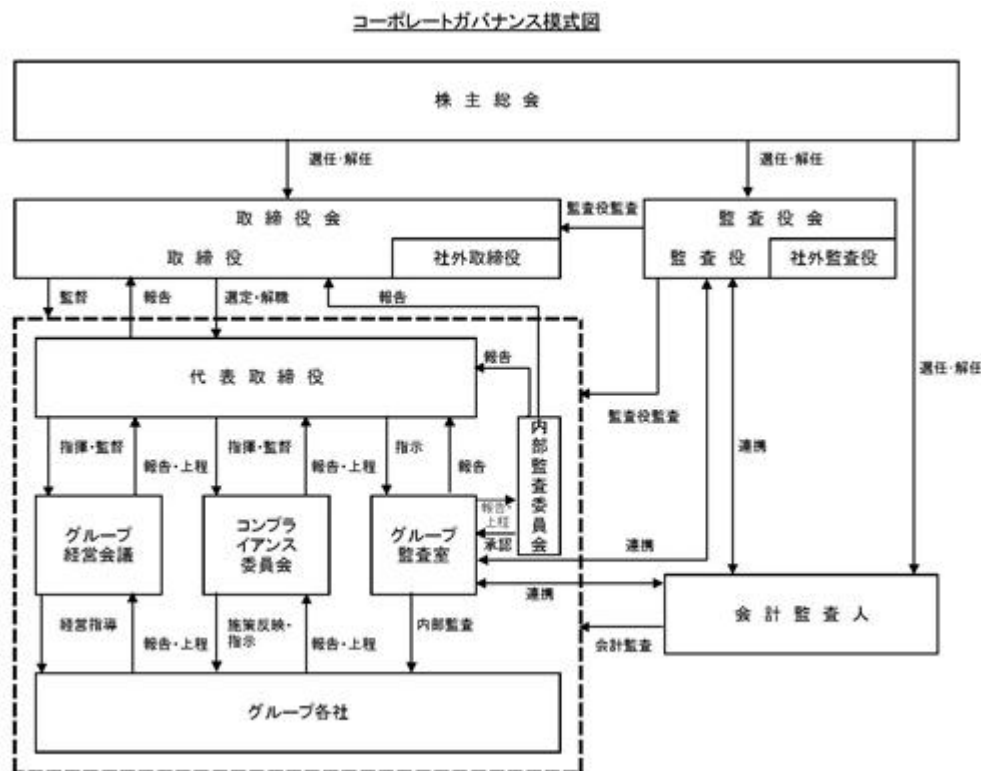 コーポレートガバナンス模式図
株主総会
選任・解任
選任・解任
取締役会
監査役監査
監査役会
取締役
社外取締役
監査役
社外監査役
監督
報告
選定・解職
報告
代表取締役
報告
選任・解任
監査役監査
指揮・監督
報告・上程
指揮・監督
報告・上程
指示
報告
内部監査委員会
連携
グループ
経営会議
コンプラ
イアンス
委員会
グループ
監査室
報告・
上程
承認
連携
連携
会計監査人
経営指導
報告・上程
施策反映・
指示
報告・上程
内部監査
会計監査
グループ各社